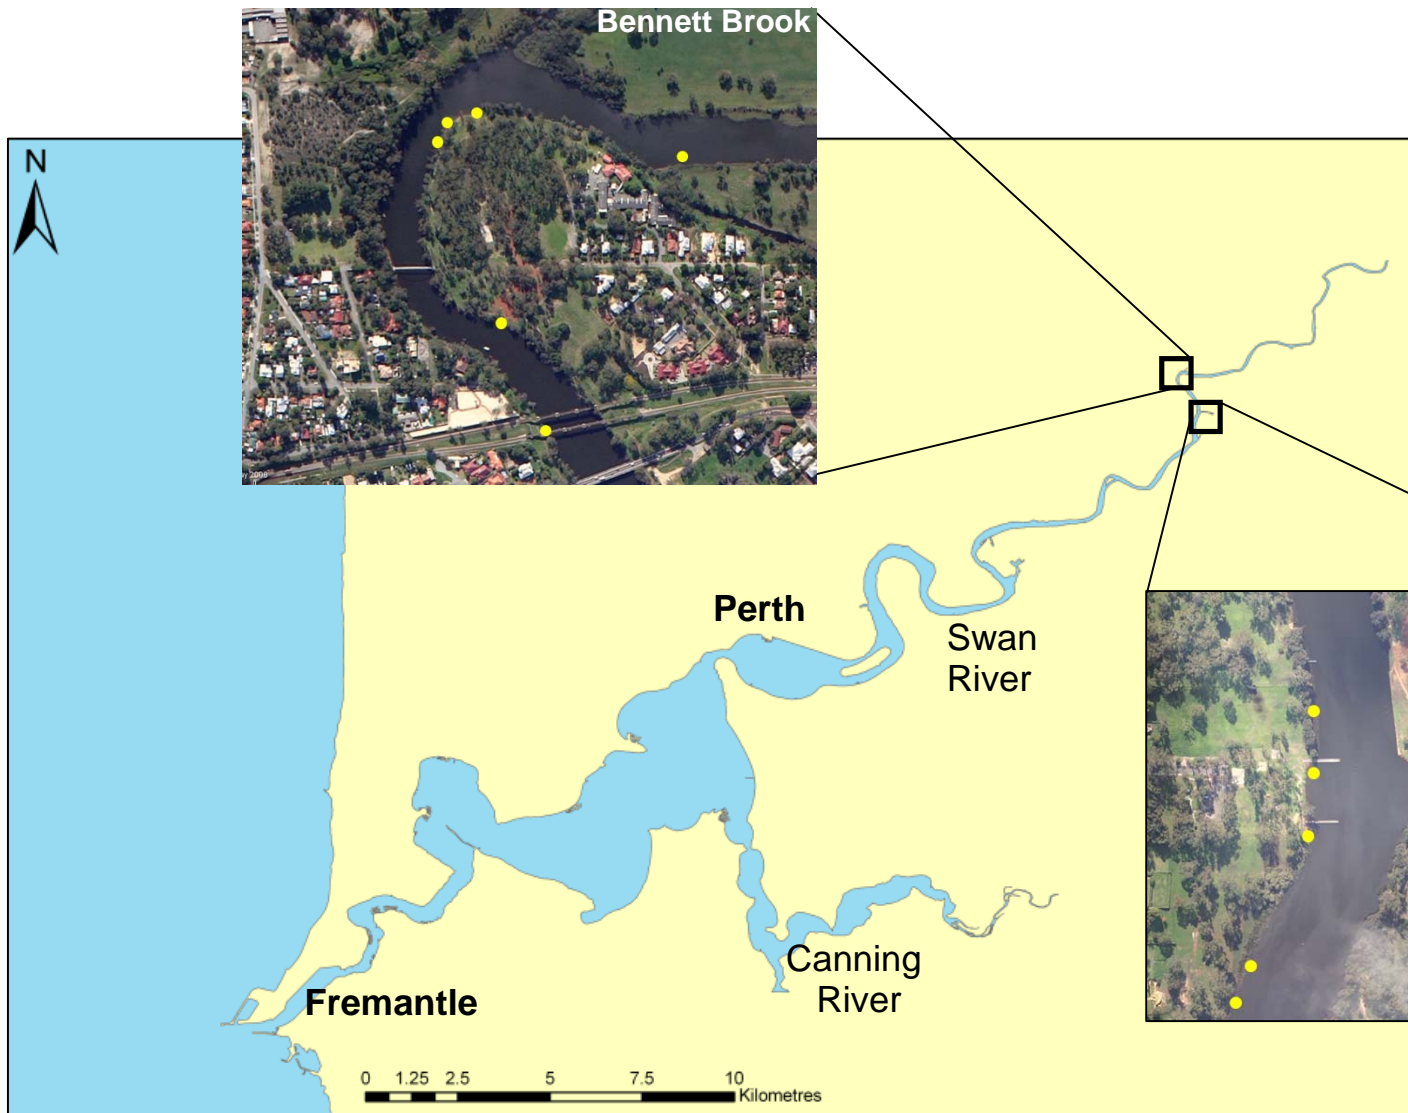 Bennett Brook
N
Perth
Swan
River
Canning
River
Fremantle
0 1.25 2.5 5 7.5 10
Kilometres